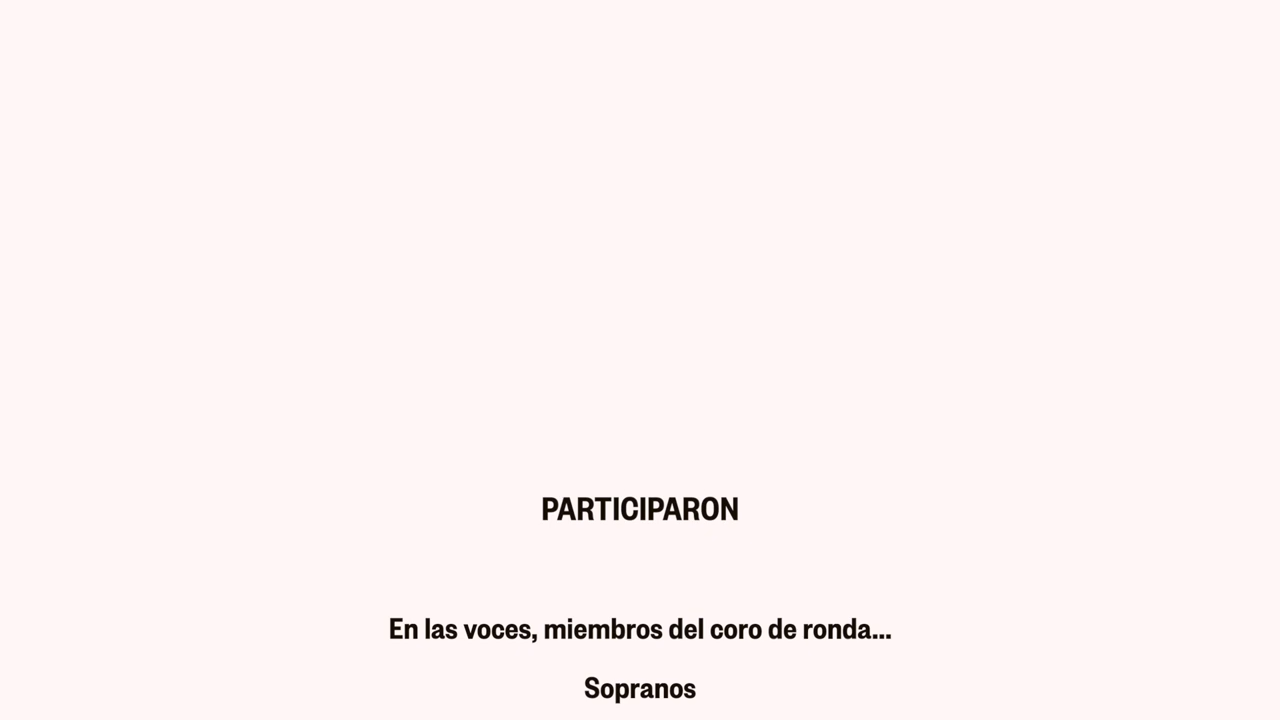 PARTICIPARON
En las voces, miembros del coro de ronda...
Sopranos